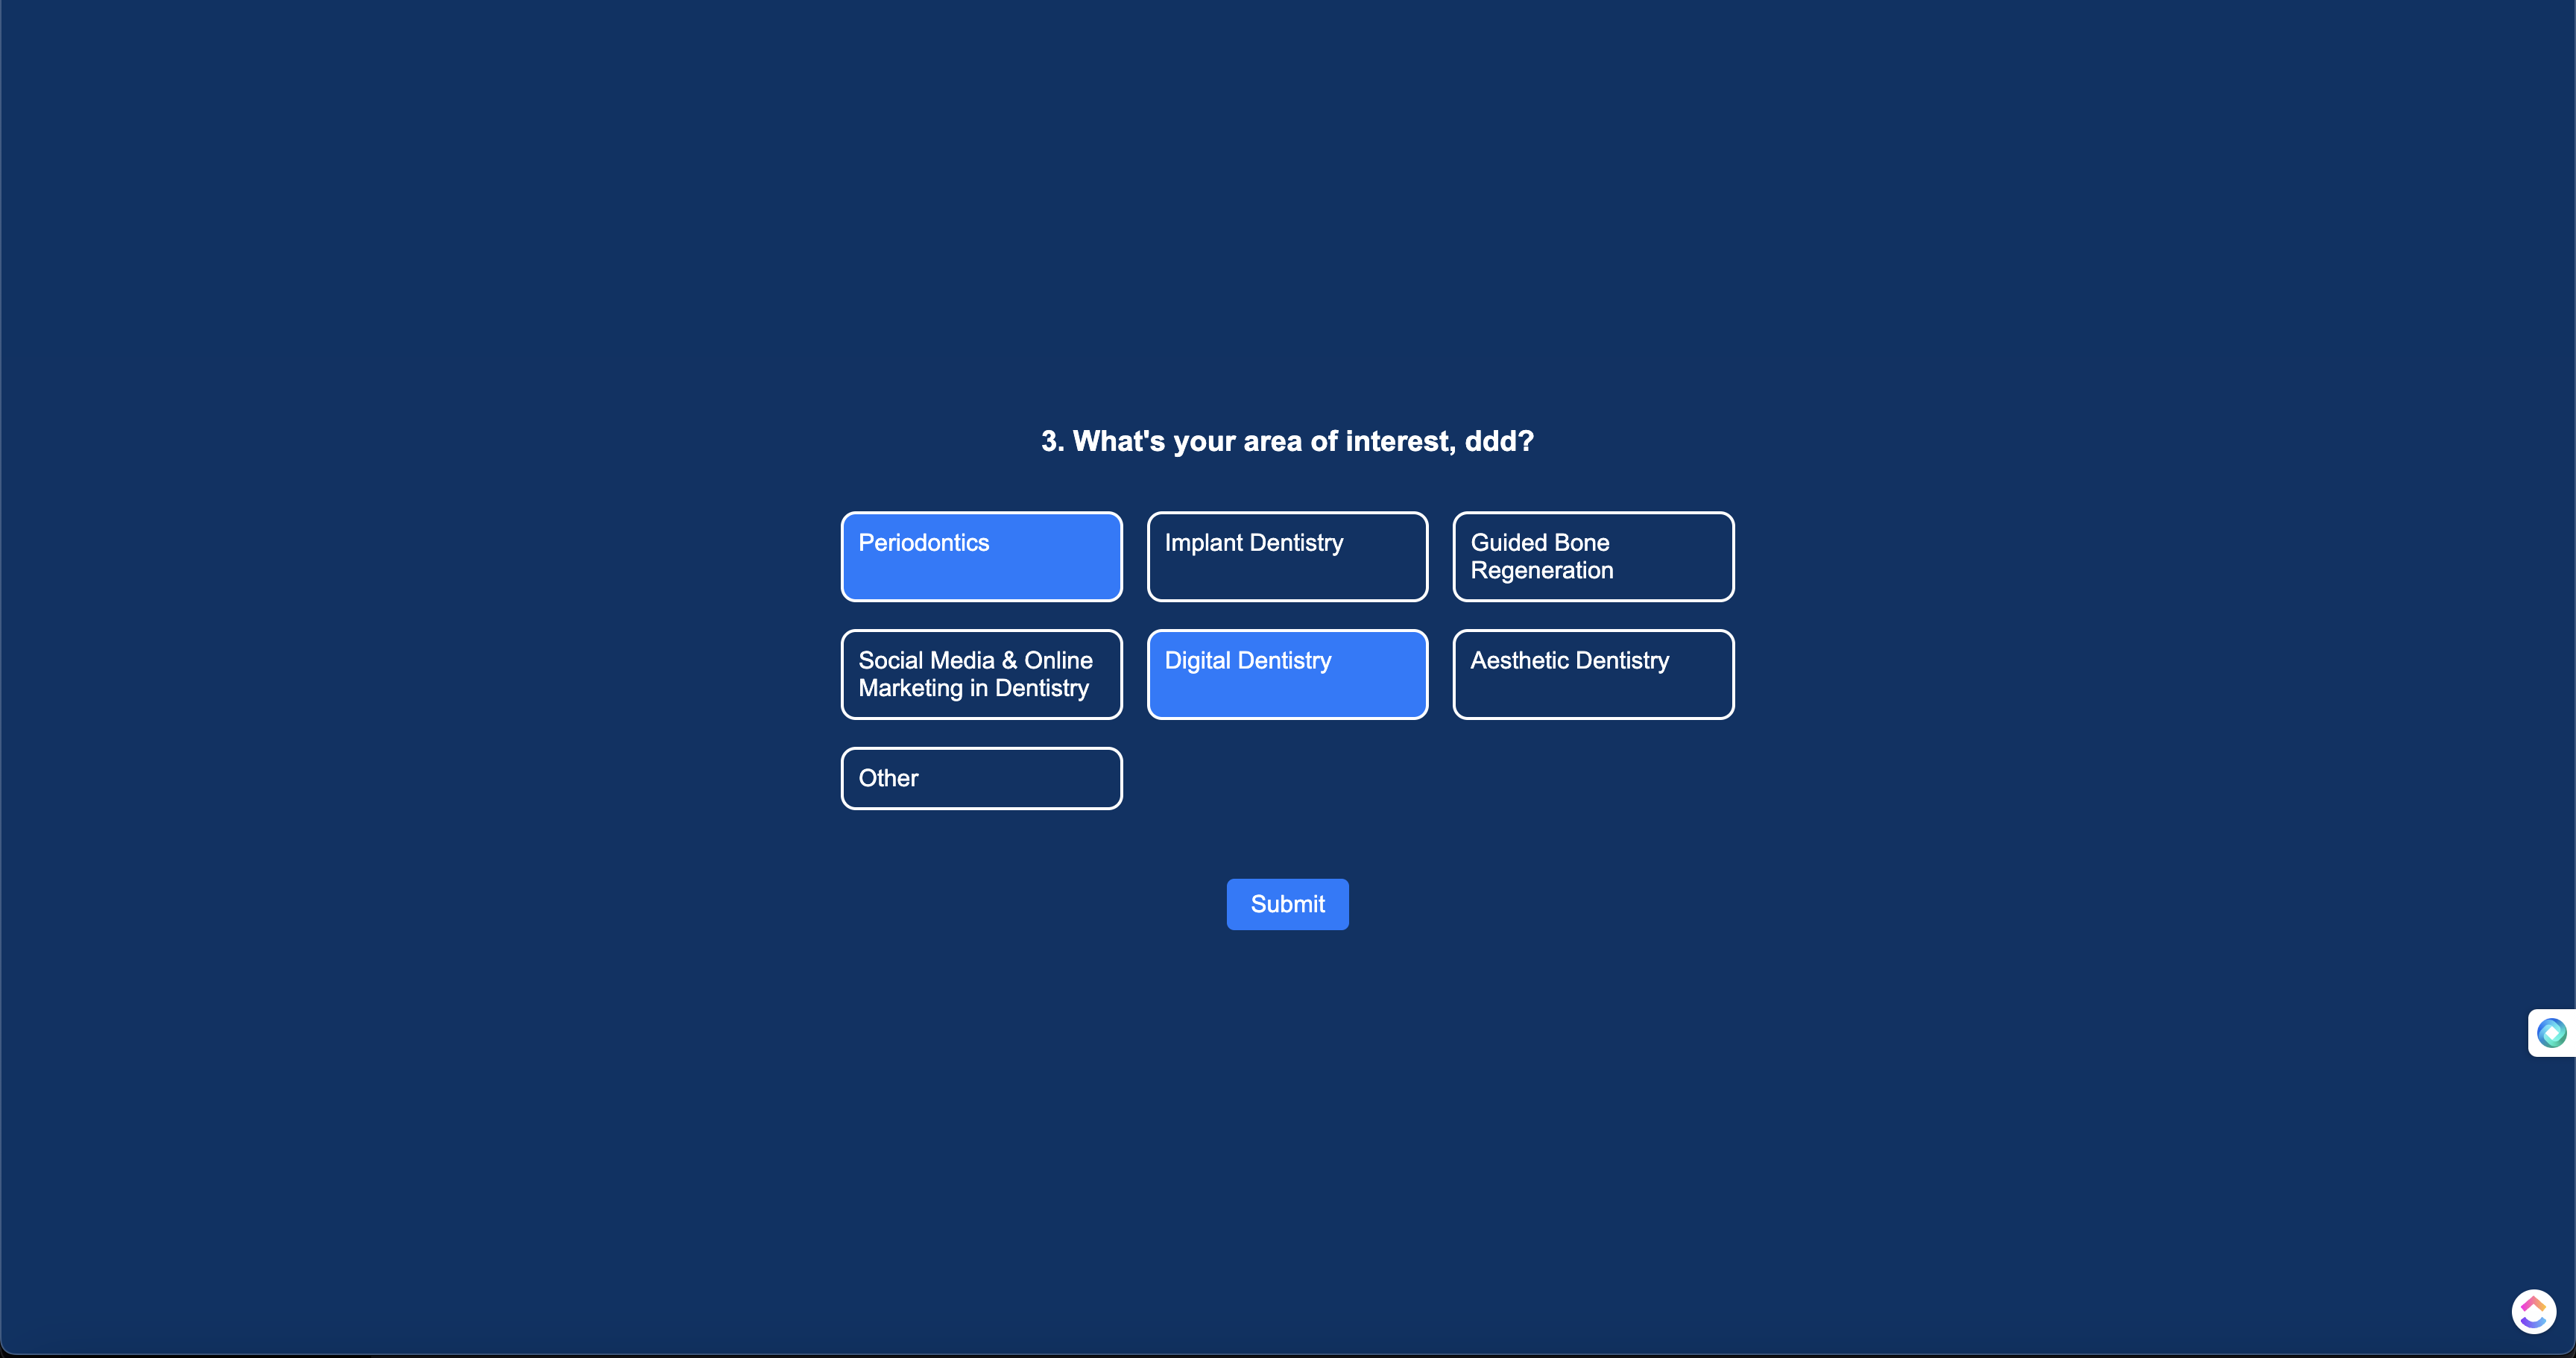 3. What's your area of interest, ddd?
Periodontics
Implant Dentistry
Guided Bone
Regeneration
Social Media & Online
Marketing in Dentistry
Digital Dentistry
Aesthetic Dentistry
Other
Submit